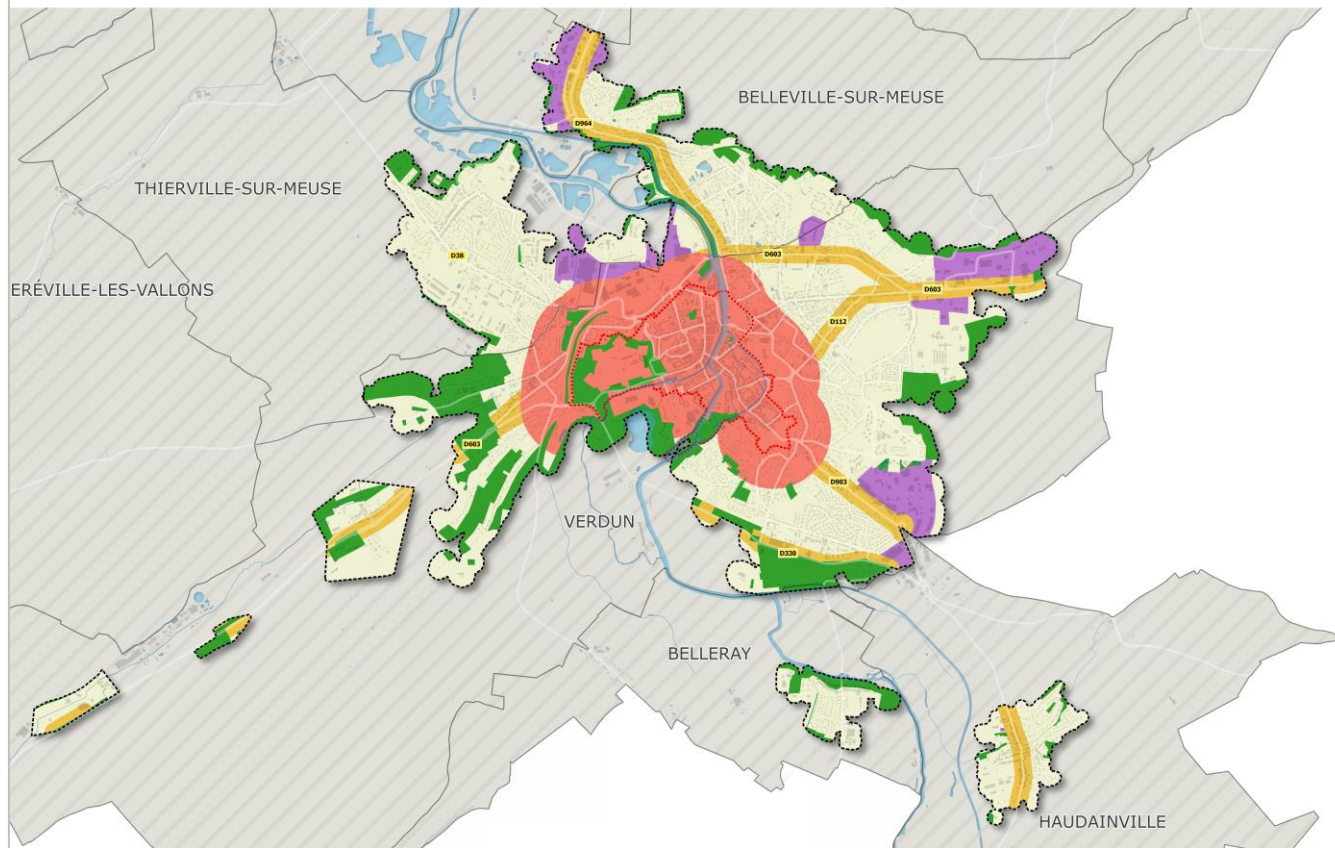 BELLEVILLE-SUR-MEUSE
D964
THIERVILLE-SUR-MEUSE
D38
D603
ERÉVILLE-LES-VALLONS
D603
D112
D603
D903
VERDUN
D330
BELLERAY
HAUDAINVILLE